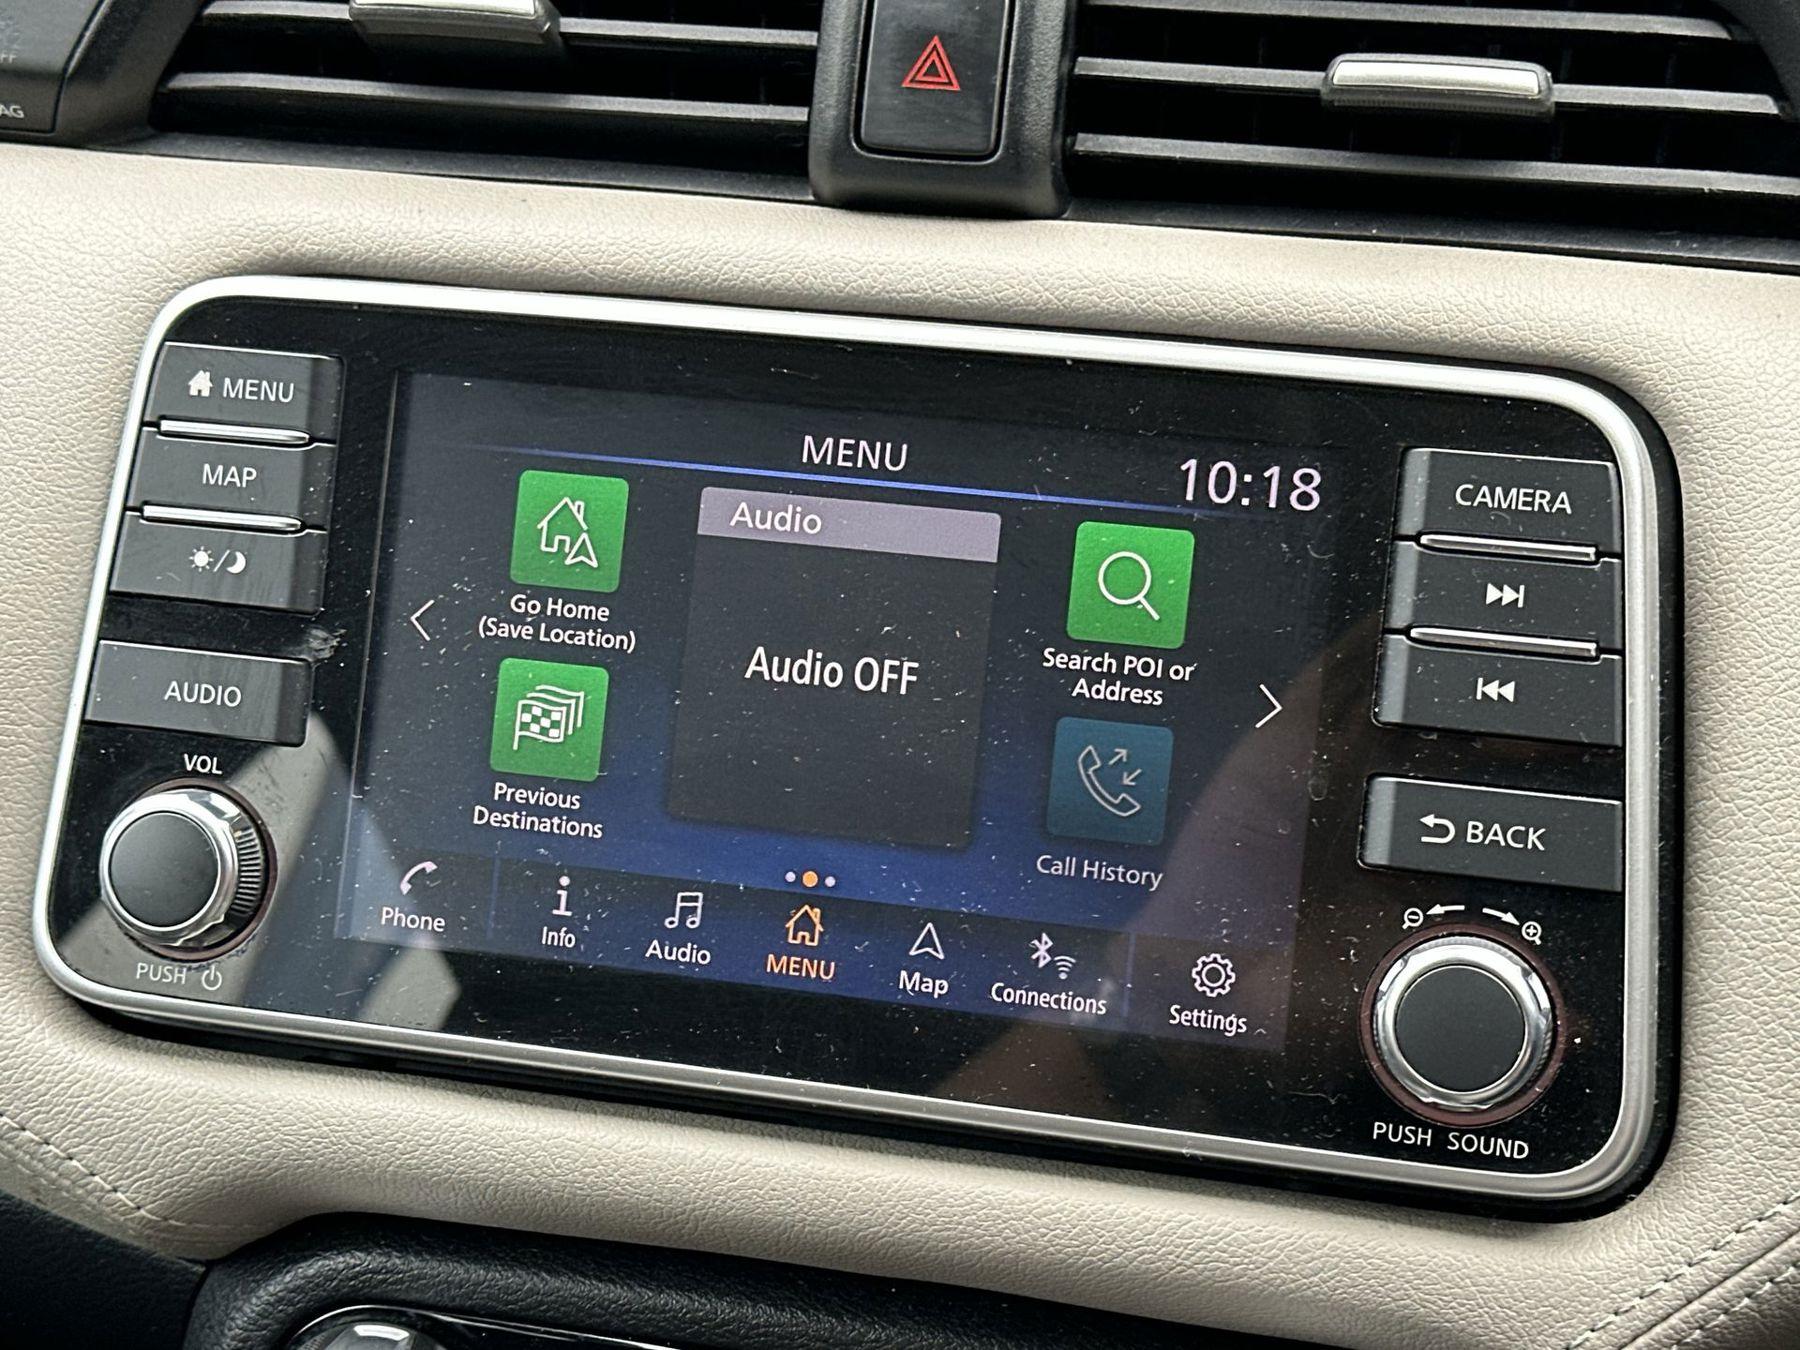 AG
MENU
MAP
AUDIO
VOL
PUSH
MENU
10:18
Go Home
(Save Location)
Previous
Destinations
Audio
Audio OFF
Search POI or
Address
Call History
Phone
Info
Audio
MENU
Map
Connections
Settings
CAMERA
BACK
PUSH SOUND